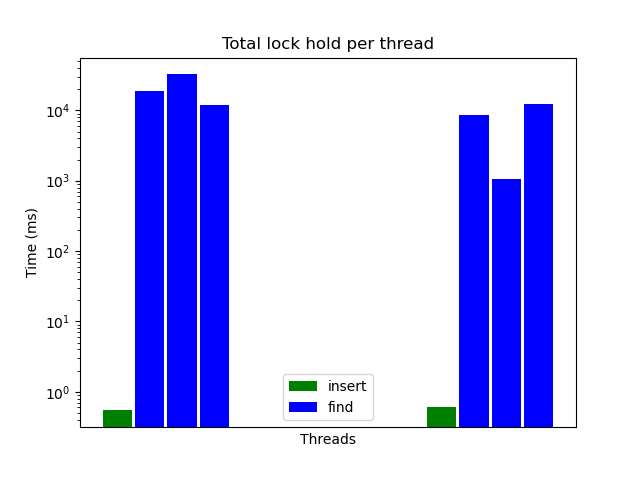 Total lock hold per thread
Time (ms)
10⁴
10³
10²
10¹
10⁰
insert
find
Threads